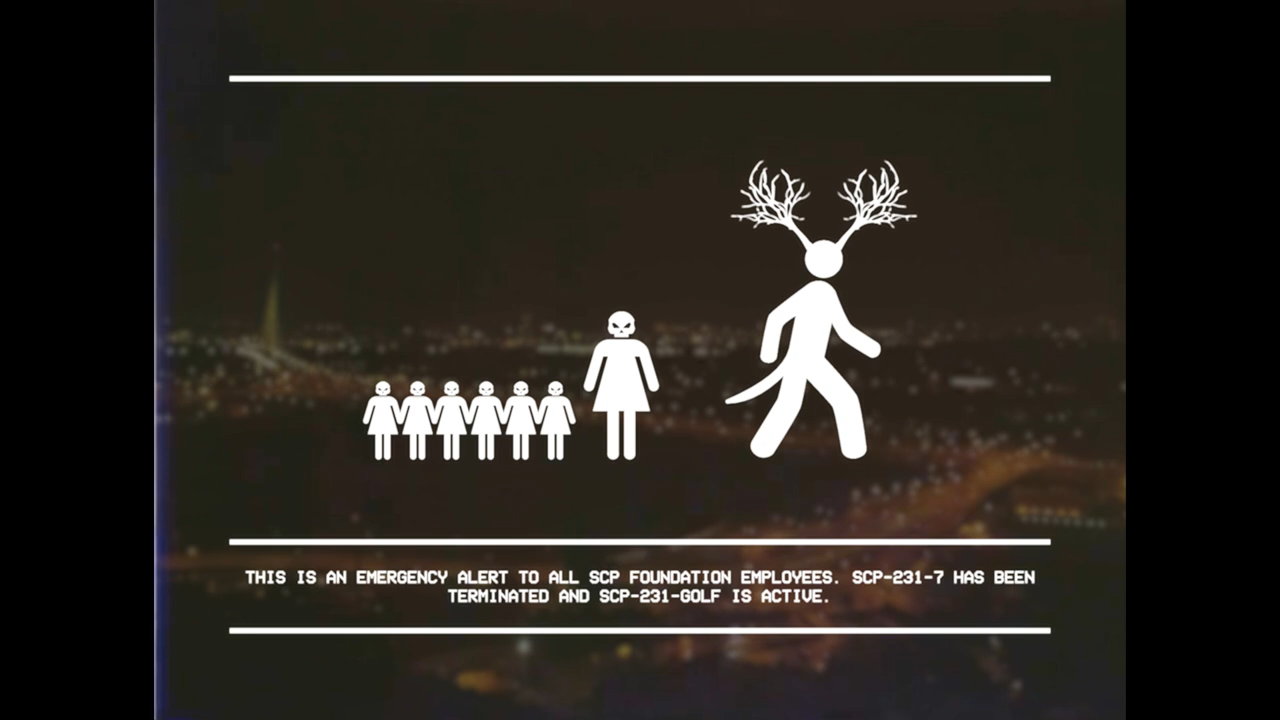 THIS IS AN EMERGENCY ALERT TO ALL SCP FOUNDATION EMPLOYEES. SCP-231-7 HAS BEEN
TERMINATED AND SCP-231-GOLF IS ACTIVE.